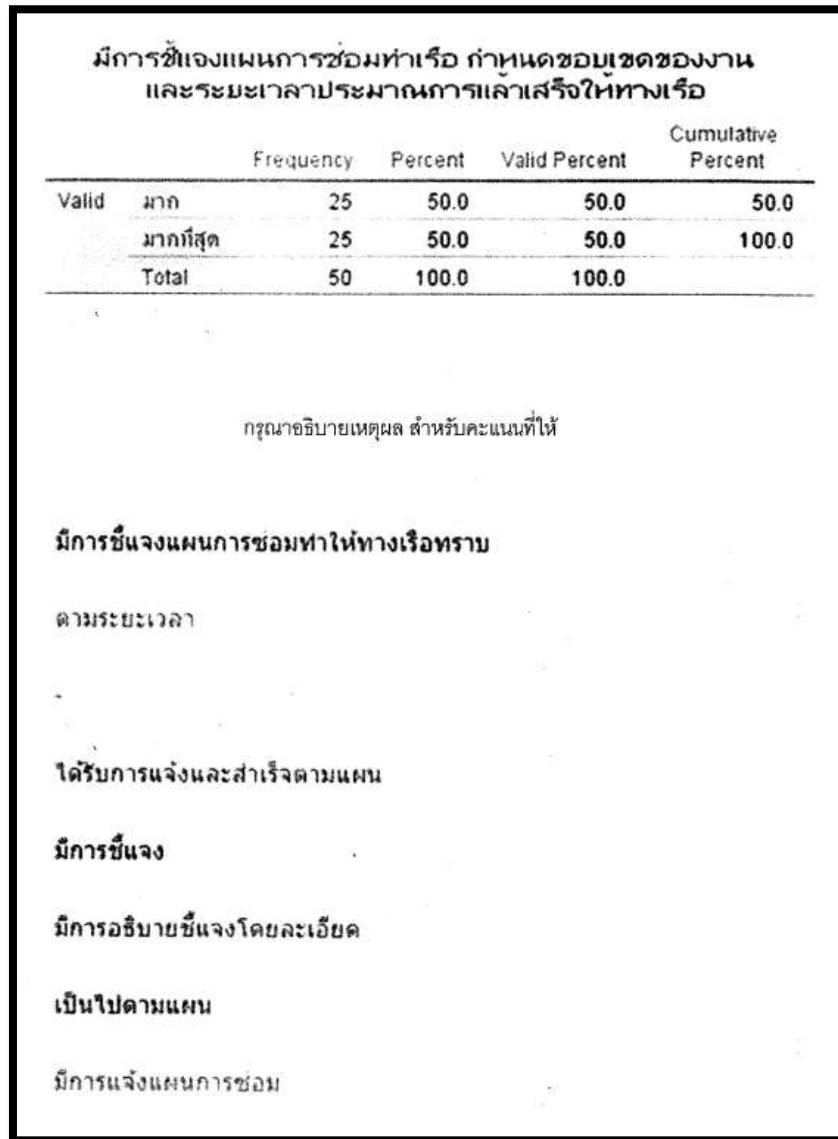 มีการชี้แจงแผนการซ่อมทำเรือ กำหนดขอบเขตของงาน
และระยะเวลาประมาณการแล้วเสร็จให้ทางเรือ
Frequency Percent Valid Percent Cumulative Percent
Valid มาก 25 50.0 50.0 50.0
มากที่สุด 25 50.0 50.0 100.0
Total 50 100.0 100.0
กรุณาอธิบายเหตุผล สำหรับคะแนนที่ให้
มีการชี้แจงแผนการซ่อมทำให้ทางเรือทราบ
ตามระยะเวลา
-
ได้รับการแจ้งและสำเร็จตามแผน
มีการชี้แจง
มีการอธิบายชี้แจงโดยละเอียด
เป็นไปตามแผน
มีการแจ้งแผนการซ่อม